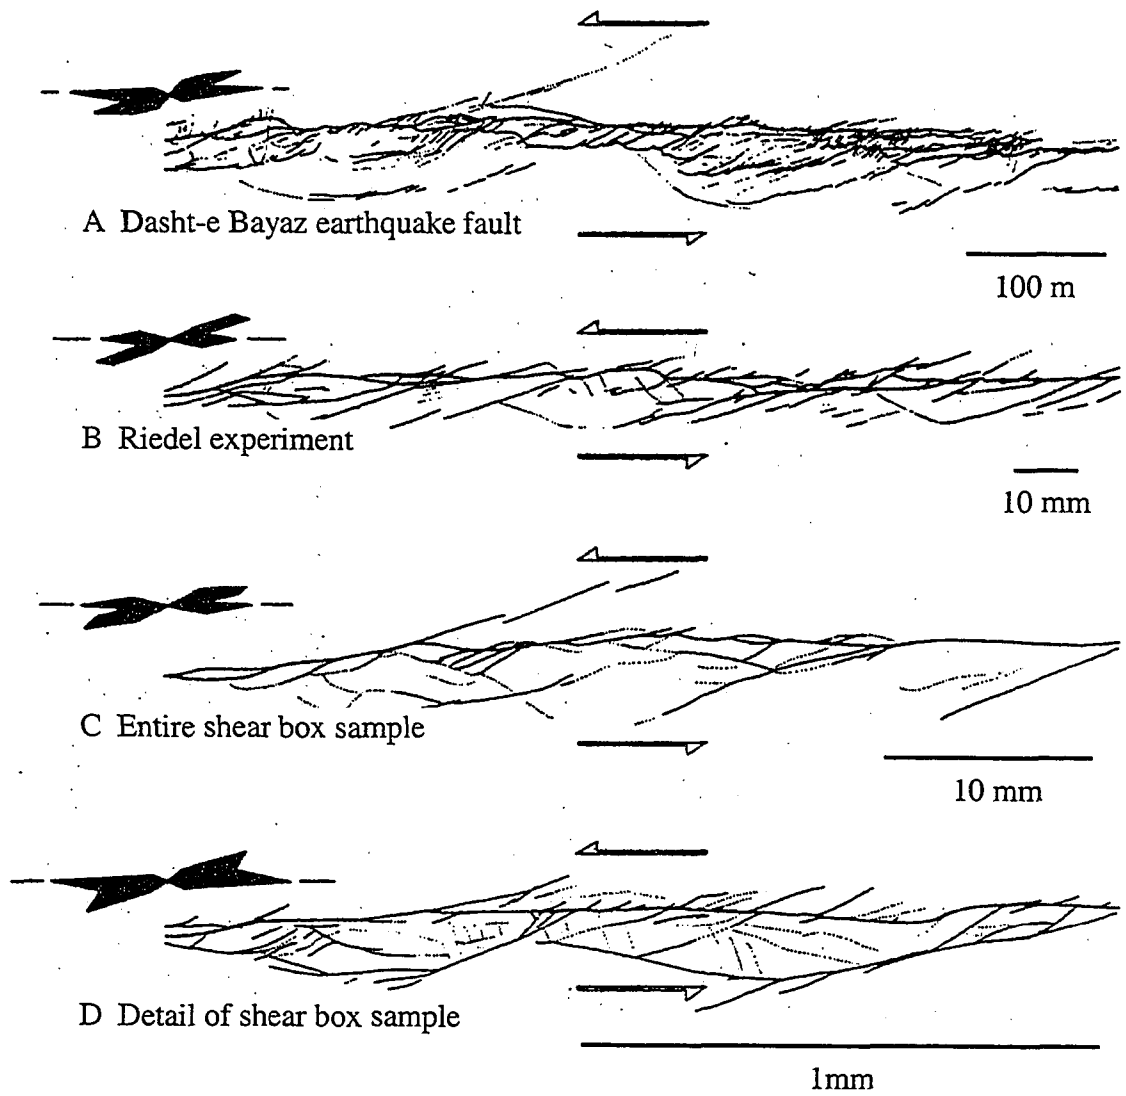 A Dasht-e Bayaz earthquake fault
100 m
B Riedel experiment
10 mm
C Entire shear box sample
10 mm
D Detail of shear box sample
1mm